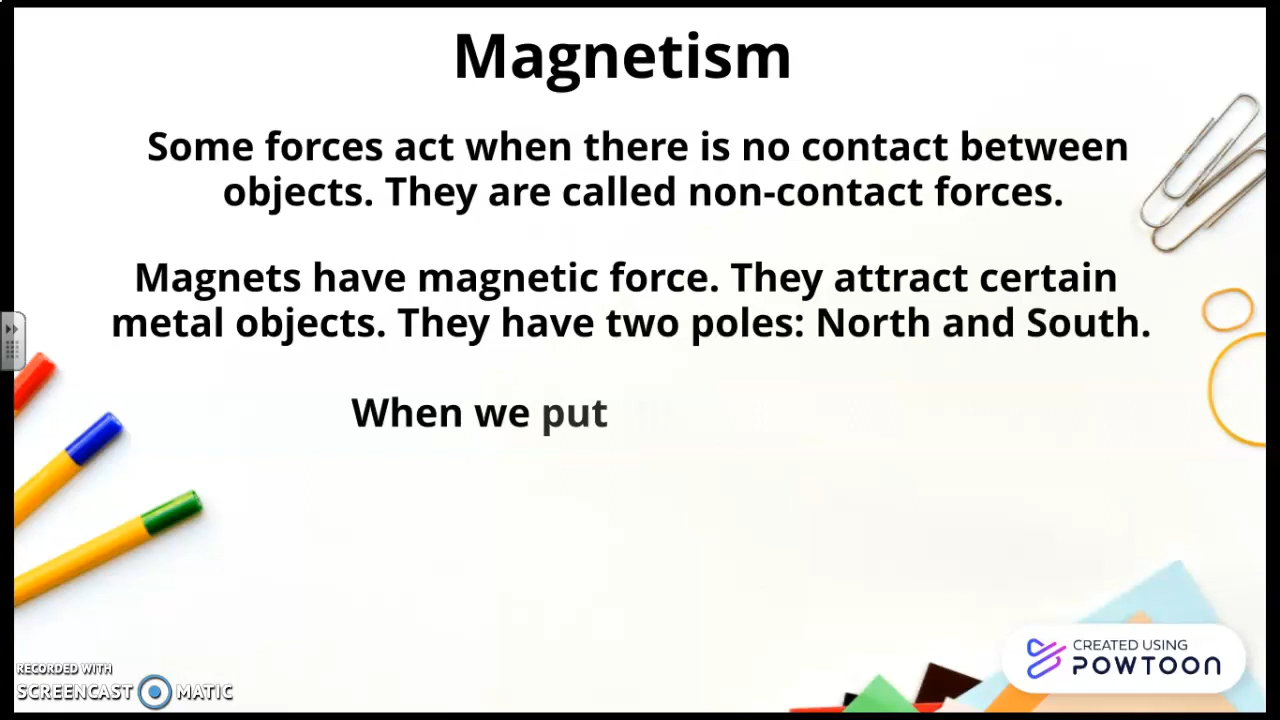 Magnetism
Some forces act when there is no contact between
objects. They are called non-contact forces.
Magnets have magnetic force. They attract certain
metal objects. They have two poles: North and South.
When we put
CREATED USING
POWTOON
RECORDED WITH
SCREENCAST MATIC